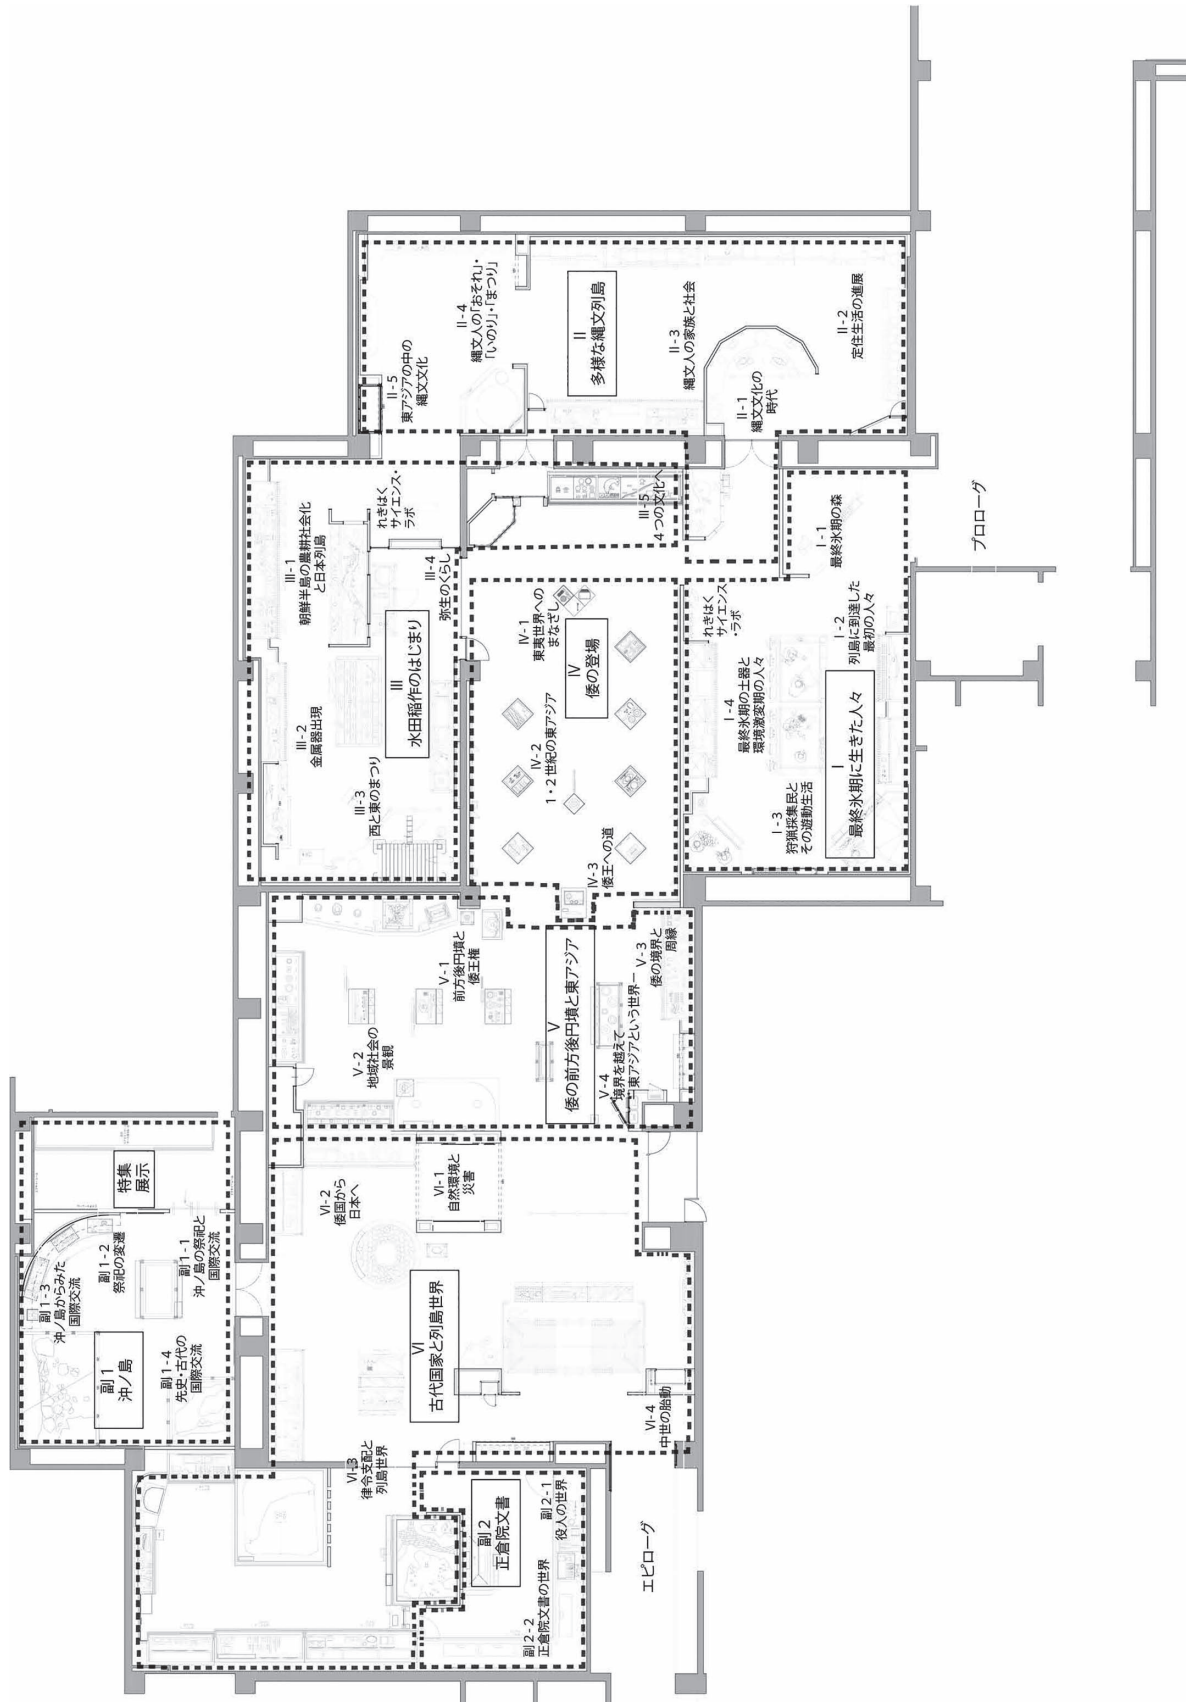 プロローグ
I
最終氷期に生きた人々
I-1
最終氷期の森
I-2
列島に到達した
最初の人々
I-3
狩猟採集民と
その遊動生活
I-4
最終氷期の土器と
環境激変期の人々
れきはく
サイエンス
・ラボ
II
多様な縄文列島
II-1
縄文文化の
時代
II-2
定住生活の進展
II-3
縄文人の家族と社会
II-4
縄文人の「おそれ」・
「いのり」・「まつり」
II-5
東アジアの中の
縄文文化
III
水田稲作のはじまり
III-1
朝鮮半島の農耕社会化
と日本列島
III-2
金属器出現
III-3
西と東のまつり
III-4
弥生のくらし
III-5
4つの文化へ
れきはく
サイエンス・
ラボ
IV
倭の登場
IV-1
東夷世界への
まなざし
IV-2
1・2世紀の東アジア
IV-3
倭王への道
V
倭の前方後円墳と東アジア
V-1
前方後円墳と
倭王権
V-2
地域社会の
景観
V-3
倭の境界と
周縁
V-4
境界を越えて
東アジアという世界ー
VI
古代国家と列島世界
VI-1
自然環境と
災害
VI-2
倭国から
日本へ
VI-3
律令支配と
列島世界
VI-4
中世の胎動
特集
展示
副1
沖ノ島
副1-1
沖ノ島の祭祀と
国際交流
副1-2
祭祀の変遷
副1-3
沖ノ島からみた
国際交流
副1-4
先史・古代の
国際交流
副2
正倉院文書
副2-1
役人の世界
副2-2
正倉院文書の世界
エピローグ